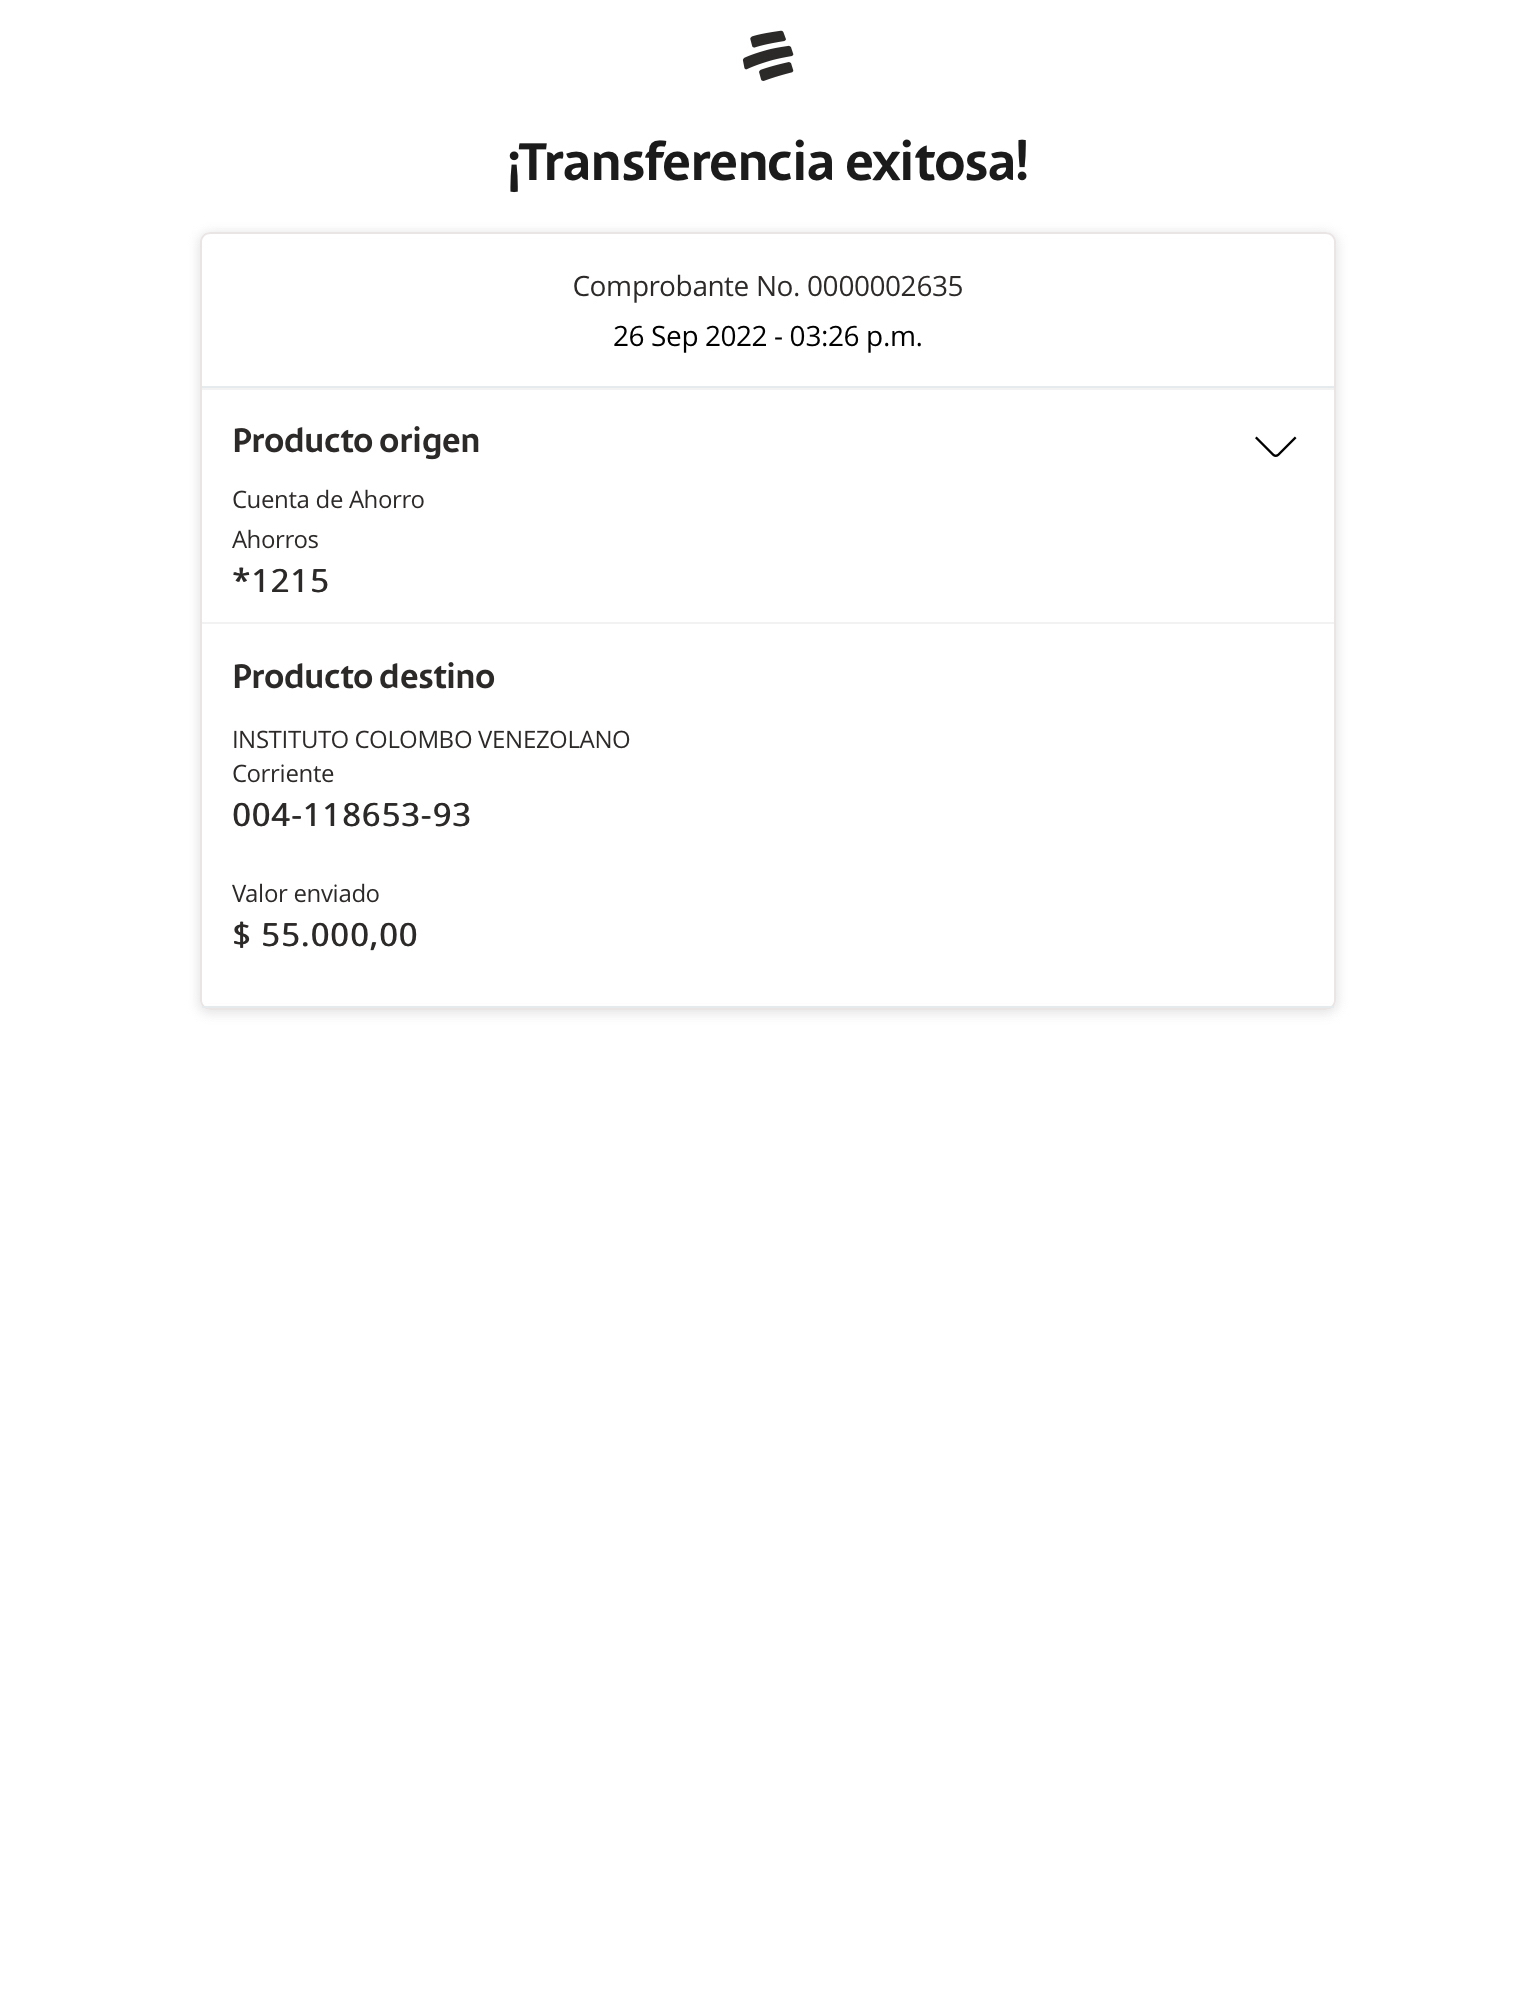 ¡Transferencia exitosa!
Comprobante No. 0000002635
26 Sep 2022 - 03:26 p.m.
Producto origen
Cuenta de Ahorro
Ahorros
*1215
Producto destino
INSTITUTO COLOMBO VENEZOLANO
Corriente
004-118653-93
Valor enviado
$ 55.000,00